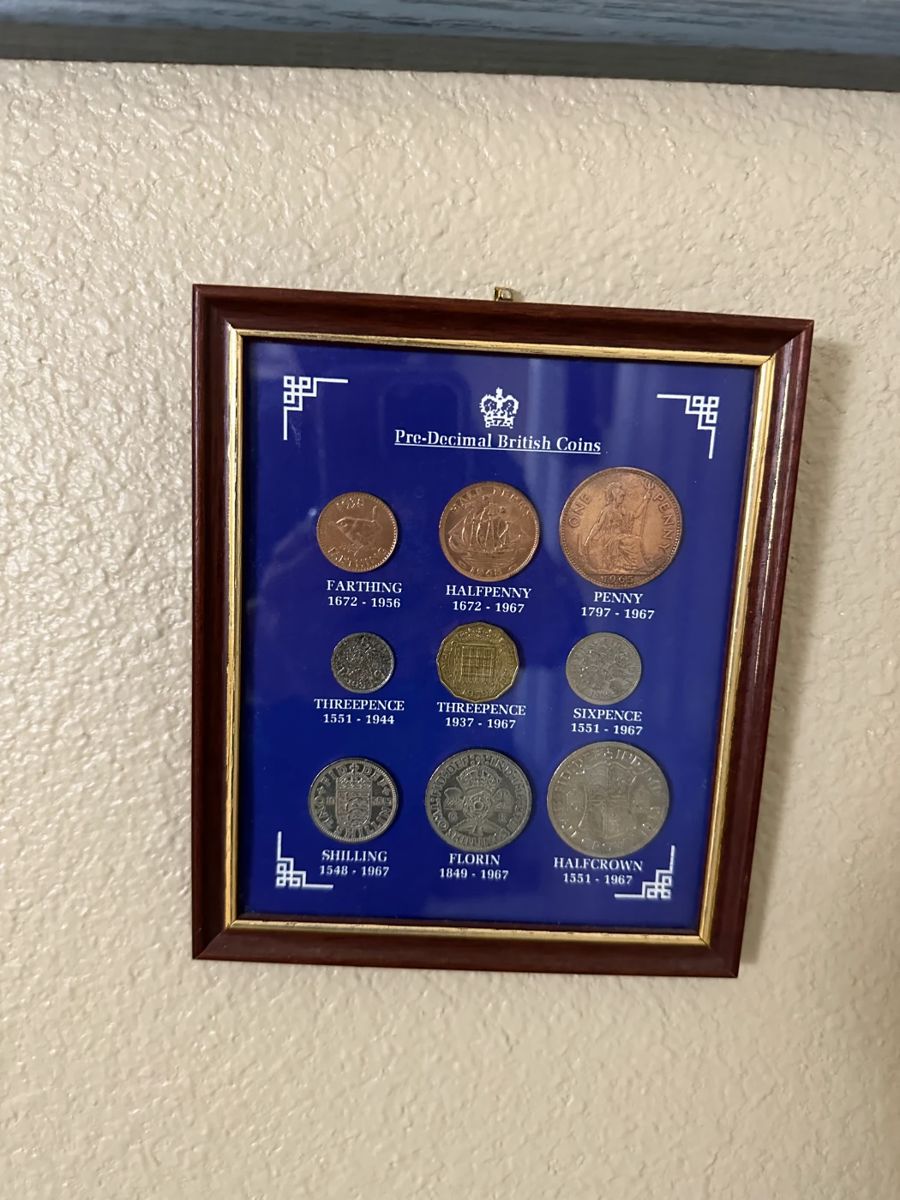 Pre-Decimal British Coins
ONE PENNY
1965
FARTHING
1672 - 1956
HALFPENNY
1672 - 1967
PENNY
1797 - 1967
THREEPENCE
1551 - 1944
THREEPENCE
1937 - 1967
SIXPENCE
1551 - 1967
SHILLING
1548 - 1967
FLORIN
1849 - 1967
HALFCROWN
1551 - 1967